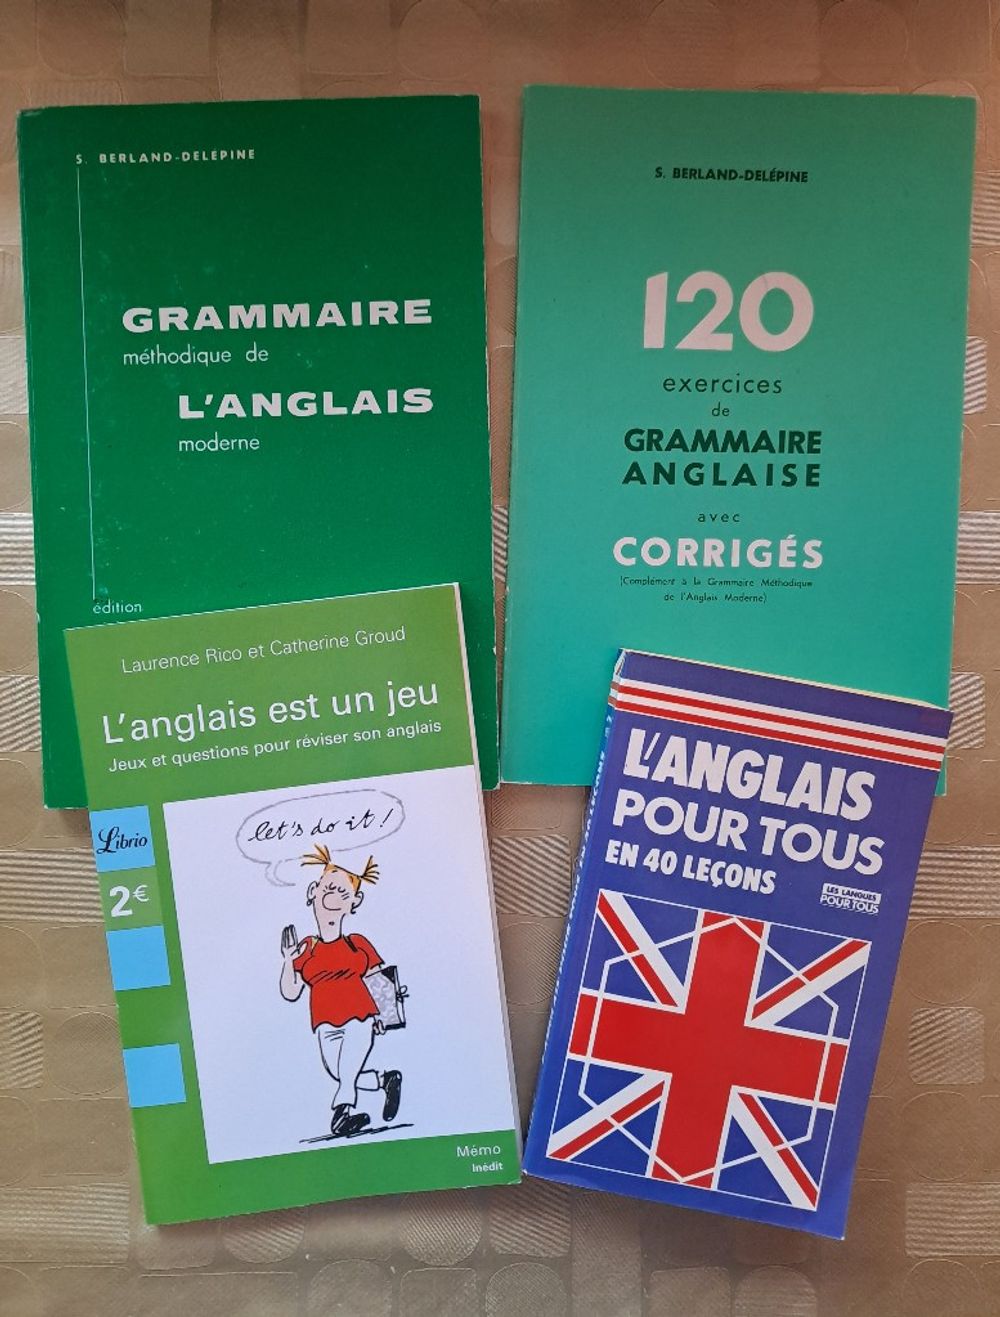 S. BERLAND-DELÉPINE
GRAMMAIRE
méthodique de
L'ANGLAIS
moderne
édition
S. BERLAND-DELÉPINE
120
exercices
de
GRAMMAIRE
ANGLAISE
avec
CORRIGÉS
(Complément à la Grammaire Méthodique
de l'Anglais Moderne)
Laurence Rico et Catherine Groud
L'anglais est un jeu
Jeux et questions pour réviser son anglais
Librio
2€
let's do it !
Mémo
Inédit
L'ANGLAIS
POUR TOUS
EN 40 LEÇONS
LES LANGUES
POUR TOUS